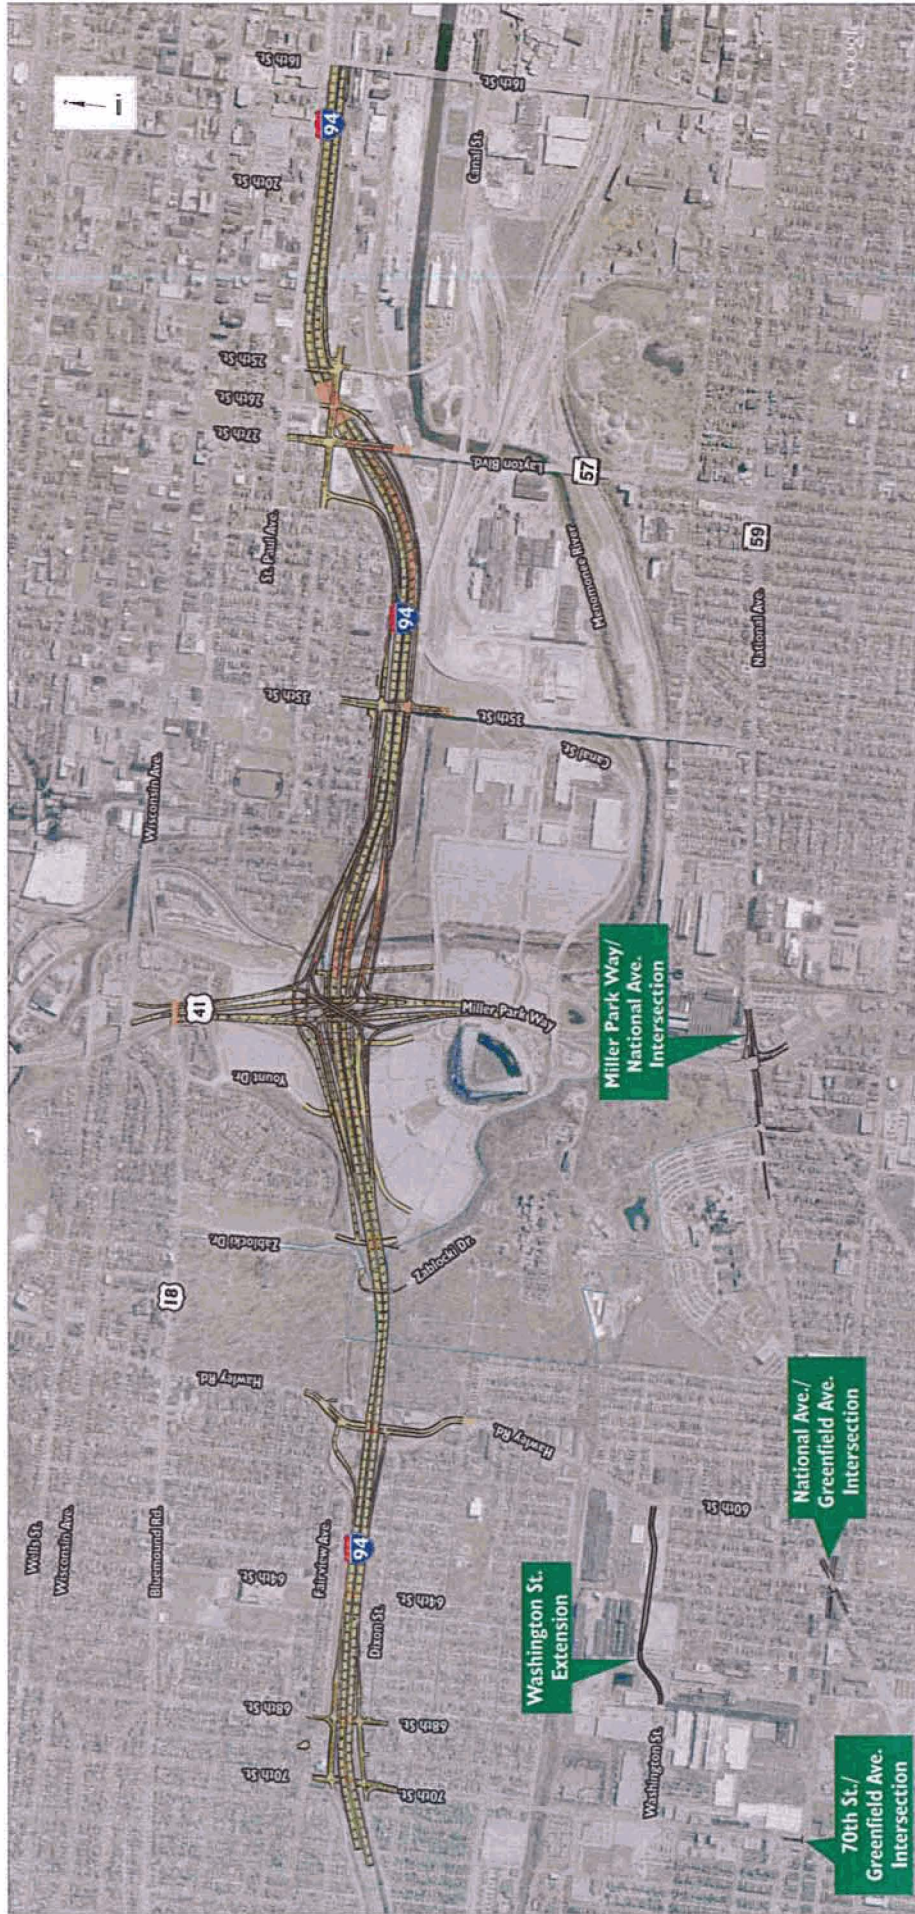 Wells St.
Wisconsin Ave.
Bluemound Rd.
18
Wisconsin Ave.
St. Paul Ave.
Fairview Ave.
Dixon St.
70th St.
70th St.
68th St.
68th St.
64th St.
64th St.
94
Hawley Rd.
Hawley Rd.
Zablocki Dr.
Zablocki Dr.
Yount Dr.
41
Miller Park Way
35th St.
35th St.
94
27th St.
26th St.
25th St.
20th St.
94
16th St.
16th St.
Canal St.
Canal St.
Layton Blvd.
57
Menomonee River
59
National Ave.
60th St.
Washington St.
Washington St.
Extension
Miller Park Way/
National Ave.
Intersection
National Ave./
Greenfield Ave.
Intersection
70th St./
Greenfield Ave.
Intersection
Google